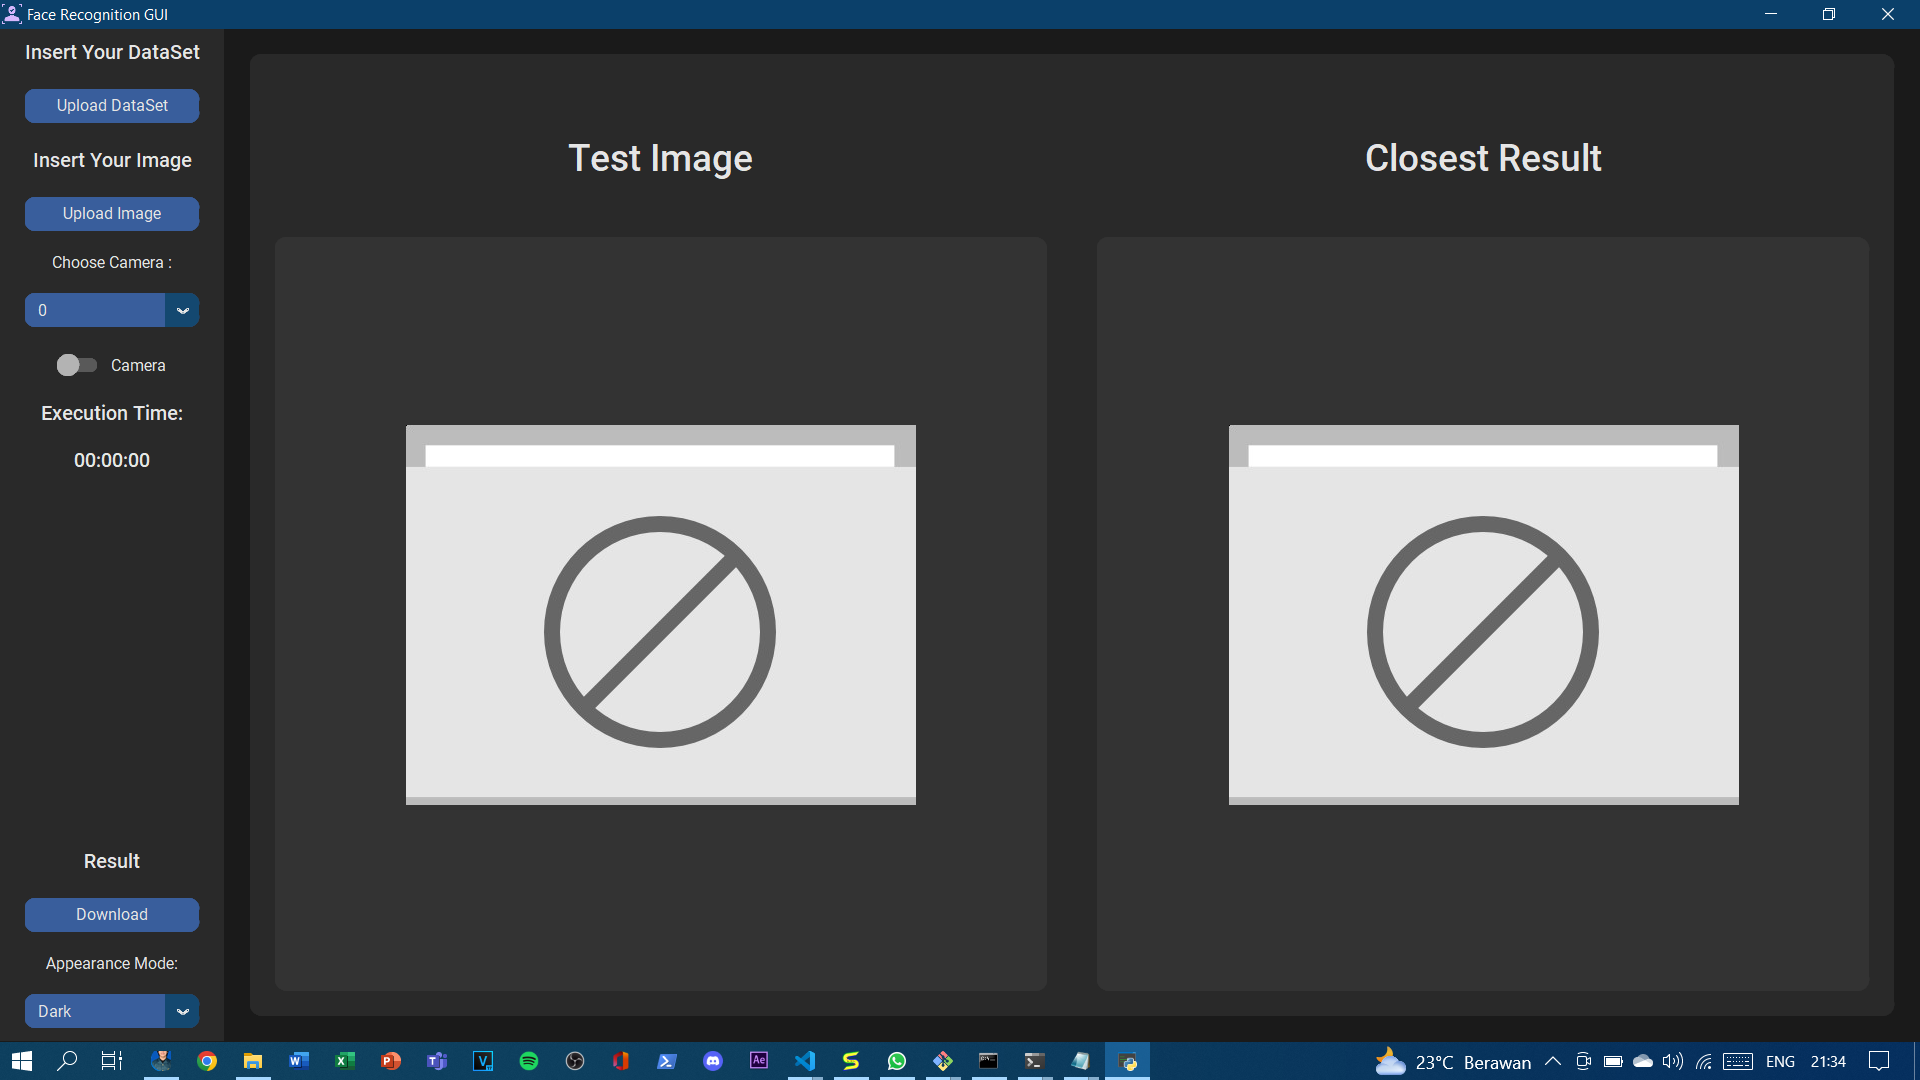 Face Recognition GUI
Insert Your DataSet
Upload DataSet
Insert Your Image
Upload Image
Choose Camera :
0
Camera
Execution Time:
00:00:00
Result
Download
Appearance Mode:
Dark
Test Image
Closest Result
23°C Berawan
ENG
21:34